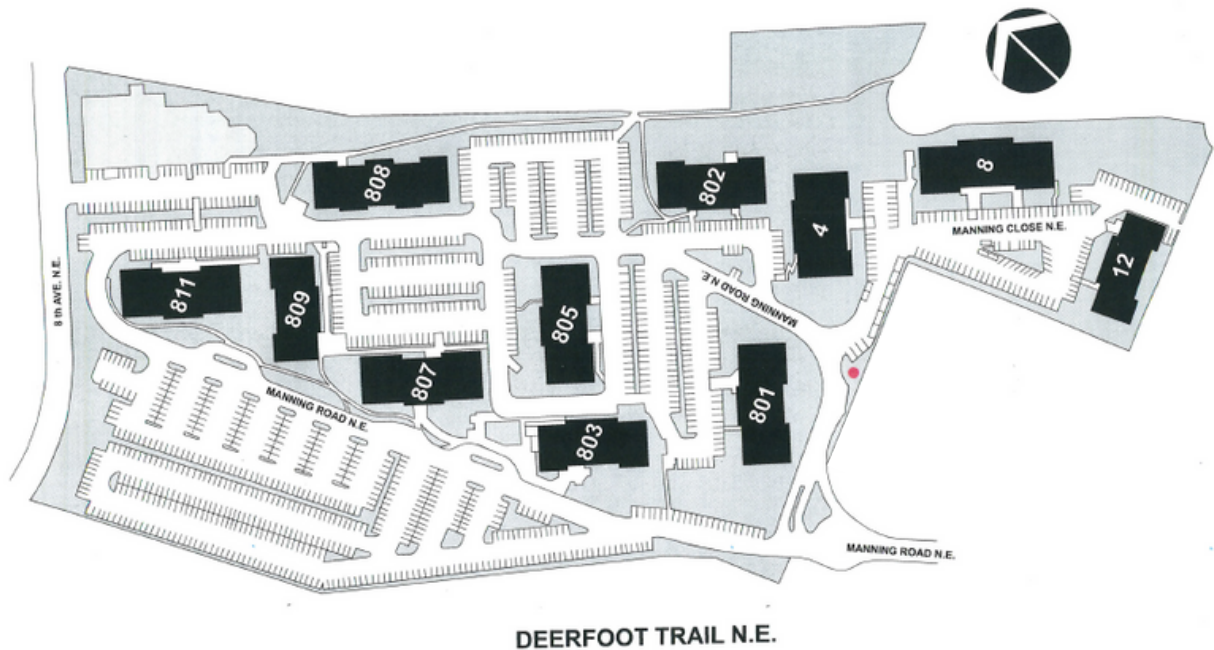 808
802
8
4
MANNING CLOSE N.E.
12
8 th AVE. N.E.
811
809
805
MANNING ROAD N.E.
807
MANNING ROAD N.E.
801
803
MANNING ROAD N.E.
DEERFOOT TRAIL N.E.